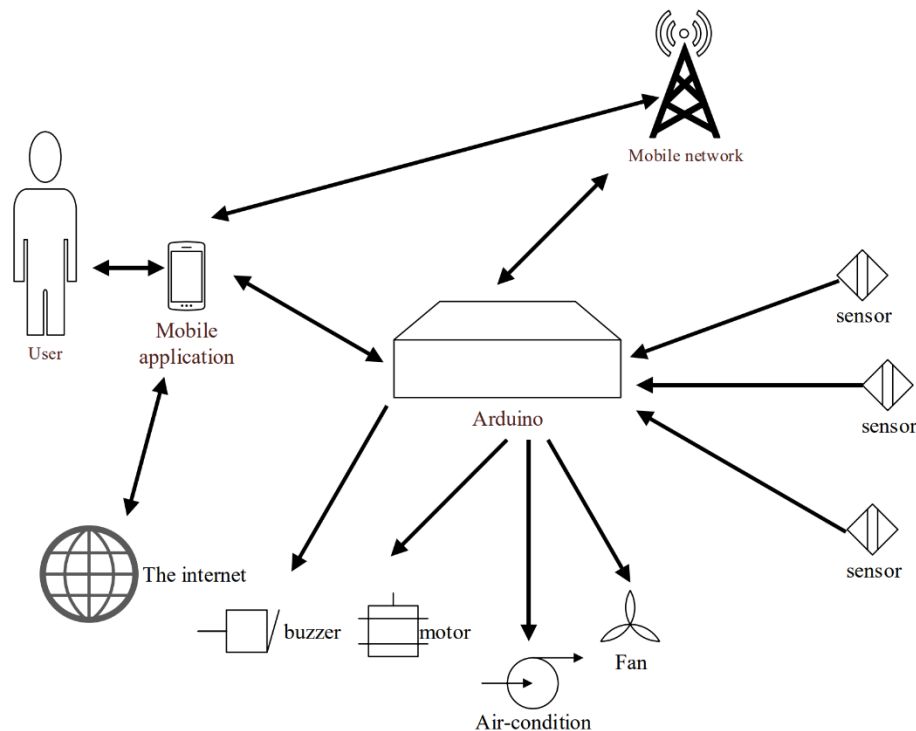 Mobile network
User
Mobile
application
sensor
sensor
sensor
Arduino
The internet
buzzer
motor
Fan
Air-condition